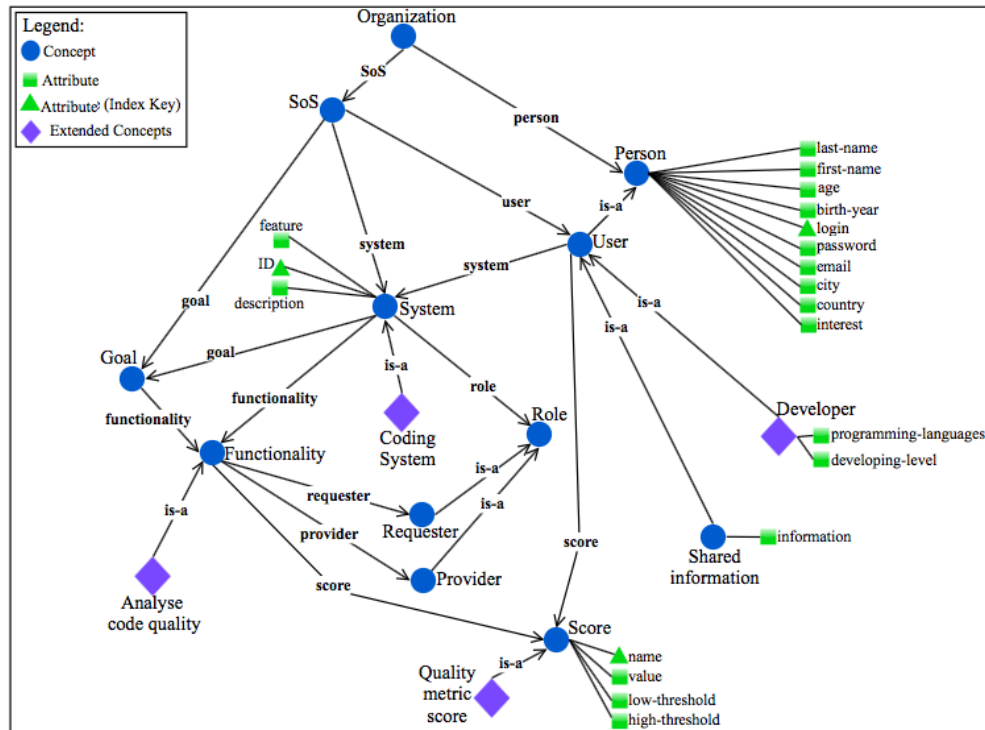 Organization
Legend:
Concept
Attribute
Attribute (Index Key)
Extended Concepts
SoS
SoS
person
Person
last-name
first-name
age
birth-year
login
password
email
city
country
interest
user
is-a
User
feature
ID
description
system
system
System
goal
is-a
is-a
Goal
goal
is-a
role
functionality
functionality
Role
Coding
System
Developer
programming-languages
developing-level
Functionality
is-a
requester
is-a
Requester
is-a
provider
score
Provider
score
information
Shared
information
Analyse
code quality
Score
name
value
low-threshold
high-threshold
is-a
Quality
metric
score